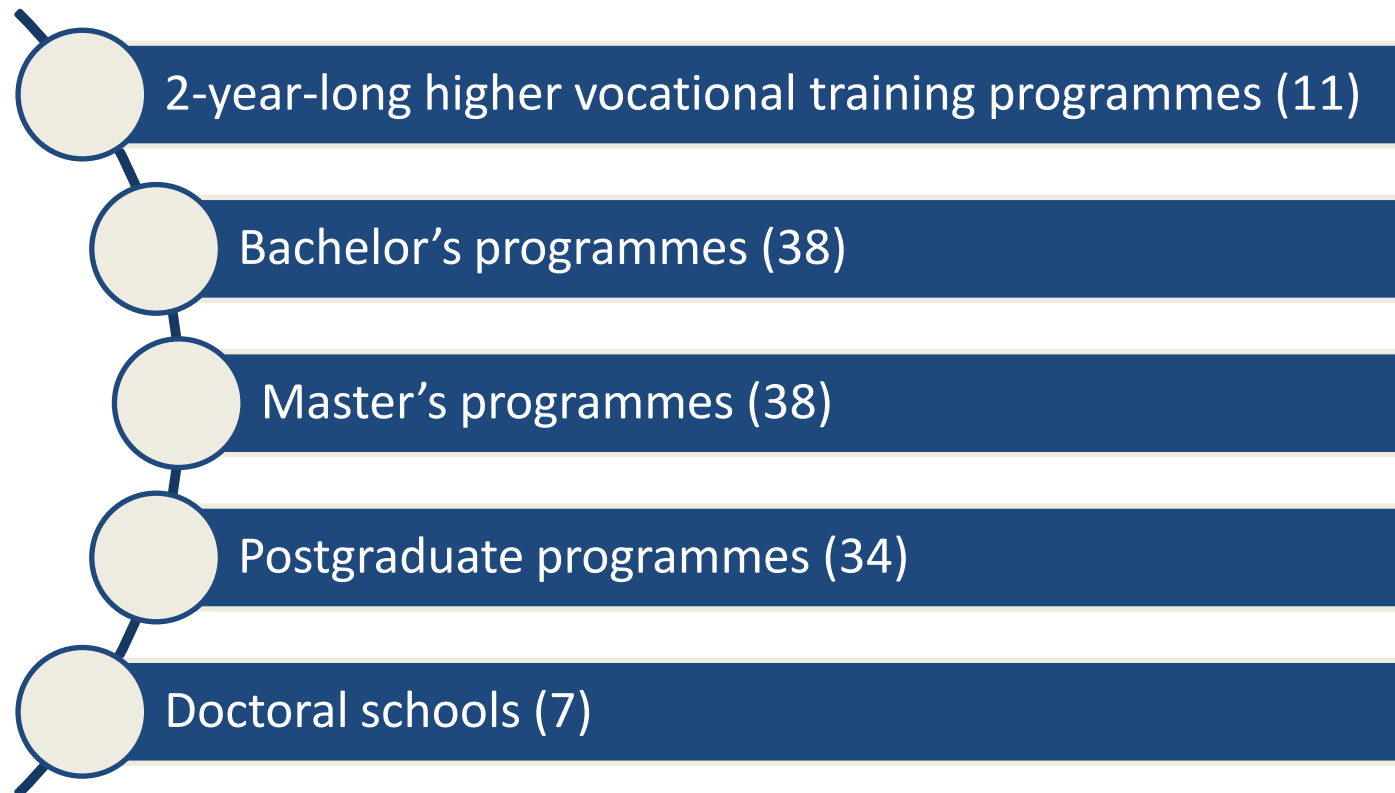 2-year-long higher vocational training programmes (11)
Bachelor’s programmes (38)
Master’s programmes (38)
Postgraduate programmes (34)
Doctoral schools (7)